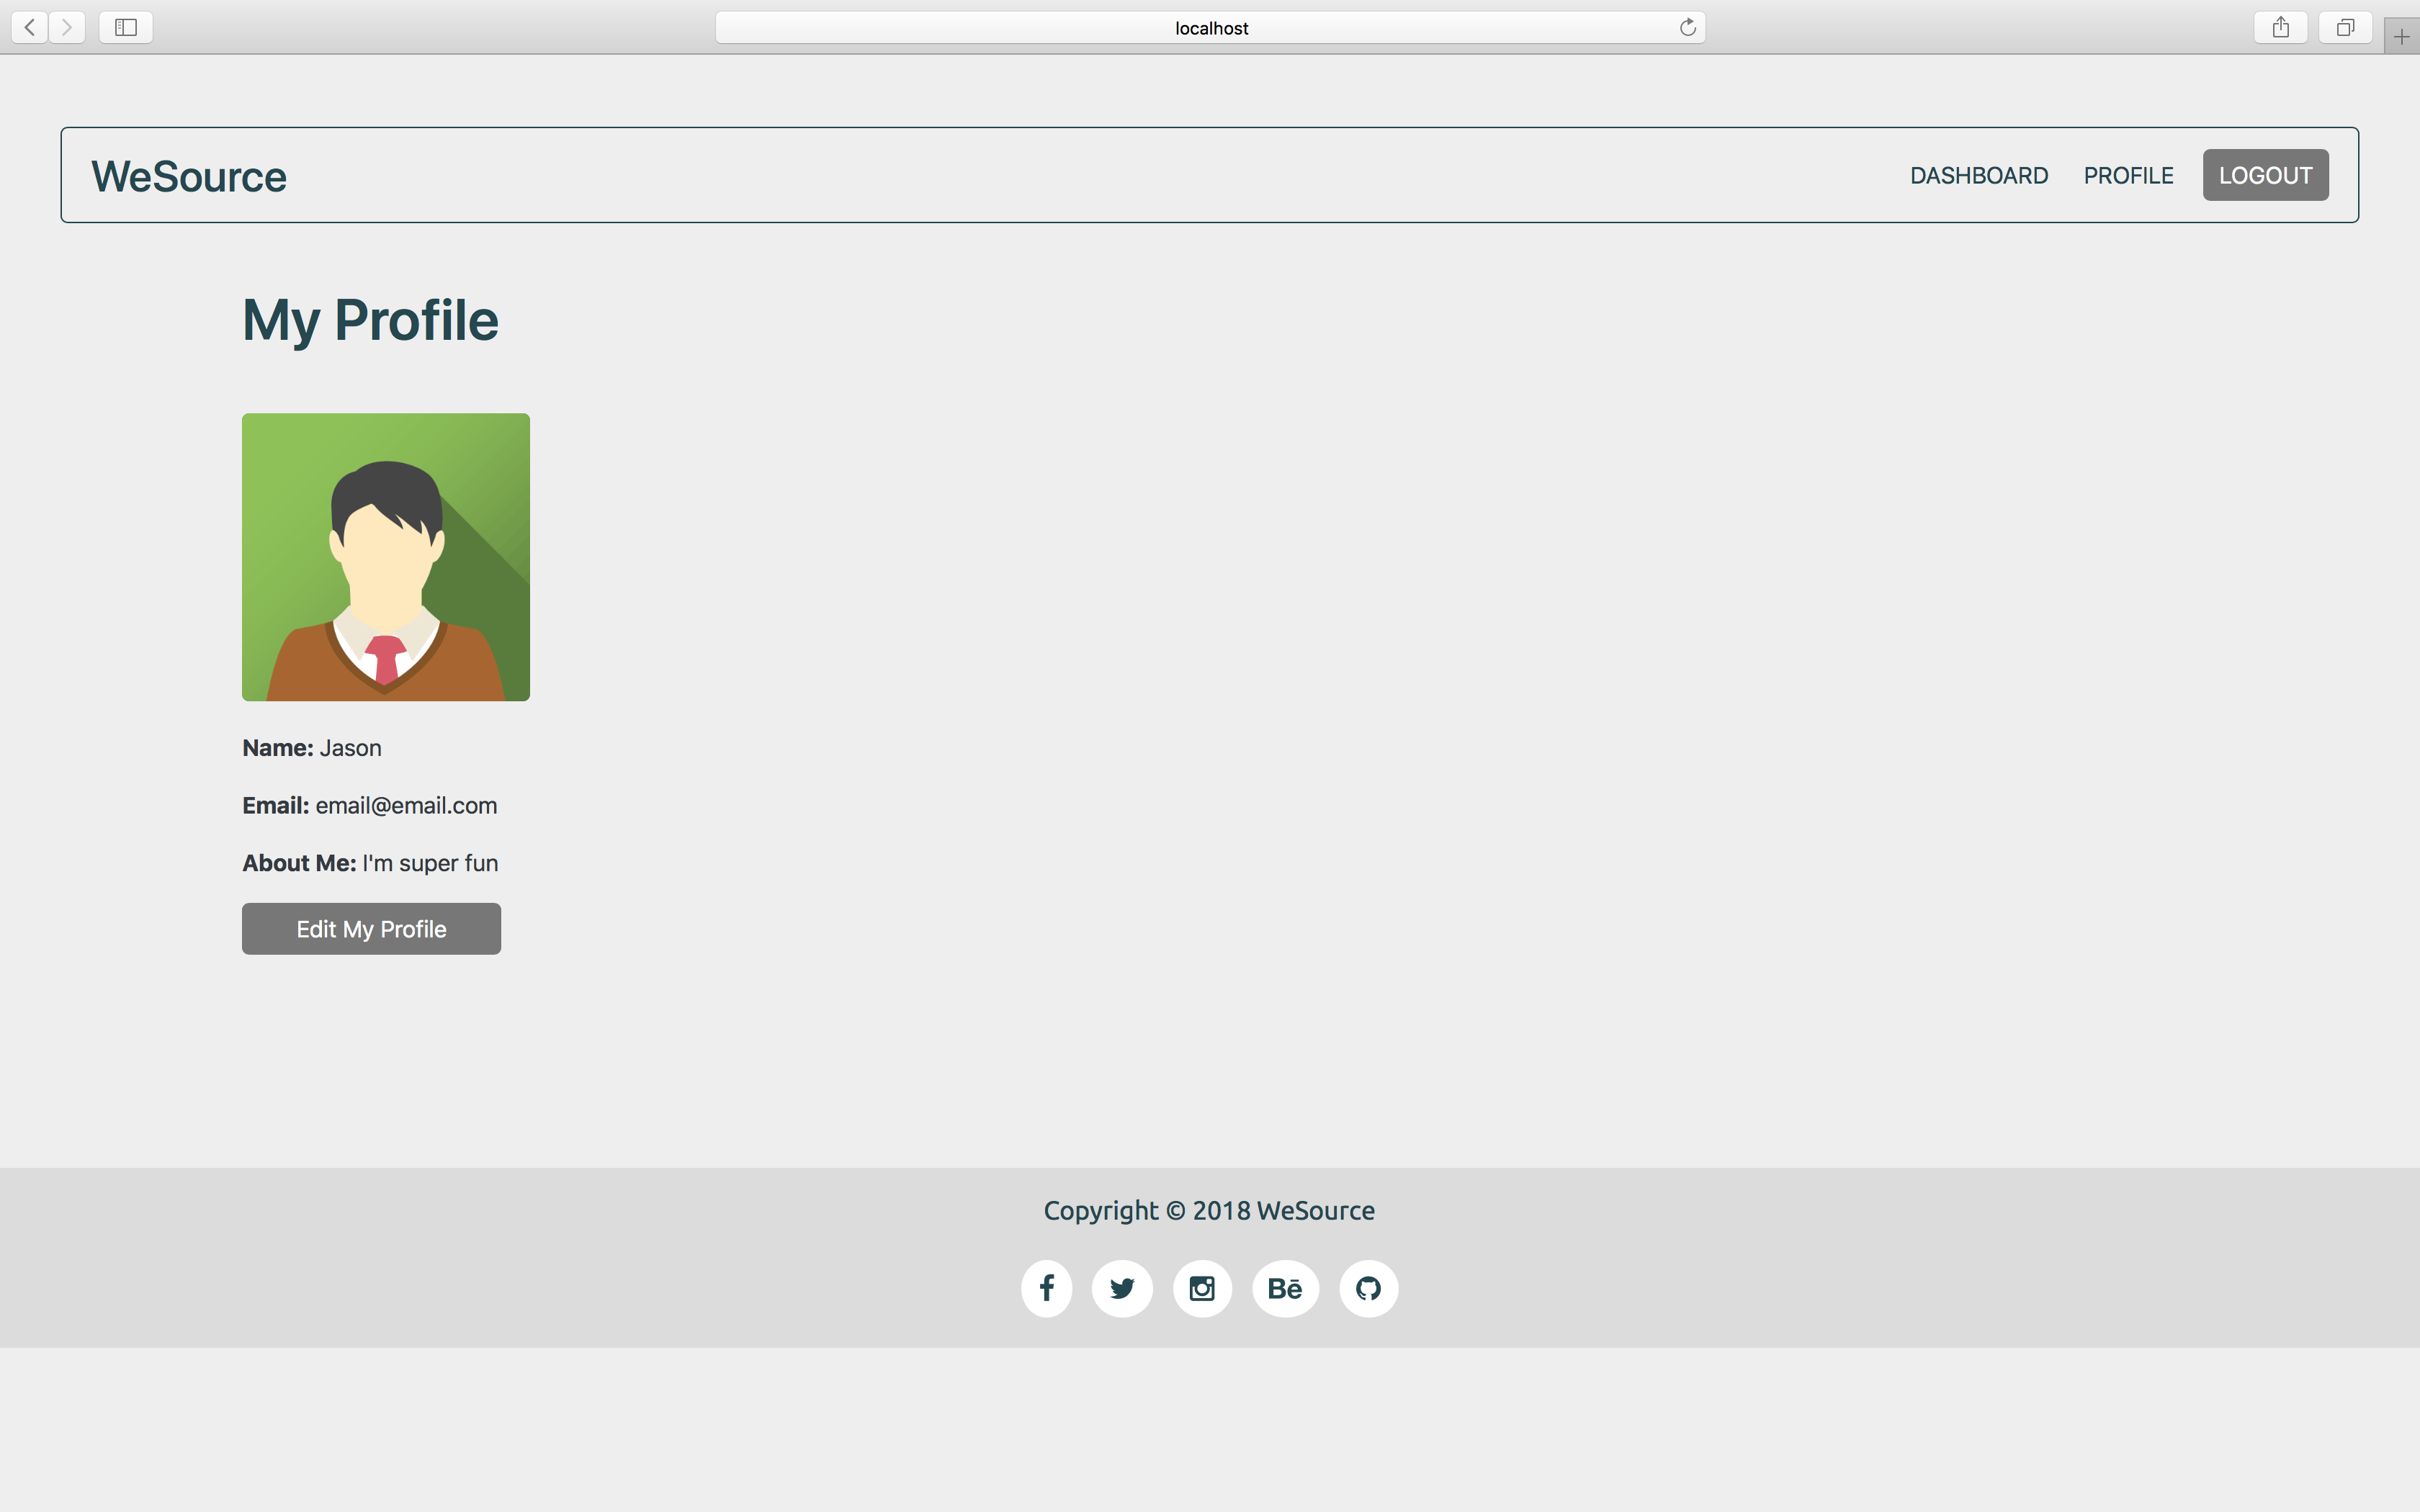 localhost
WeSource
DASHBOARD PROFILE LOGOUT
My Profile
Name: Jason
Email: email@email.com
About Me: I'm super fun
Edit My Profile
Copyright © 2018 WeSource
f Bē